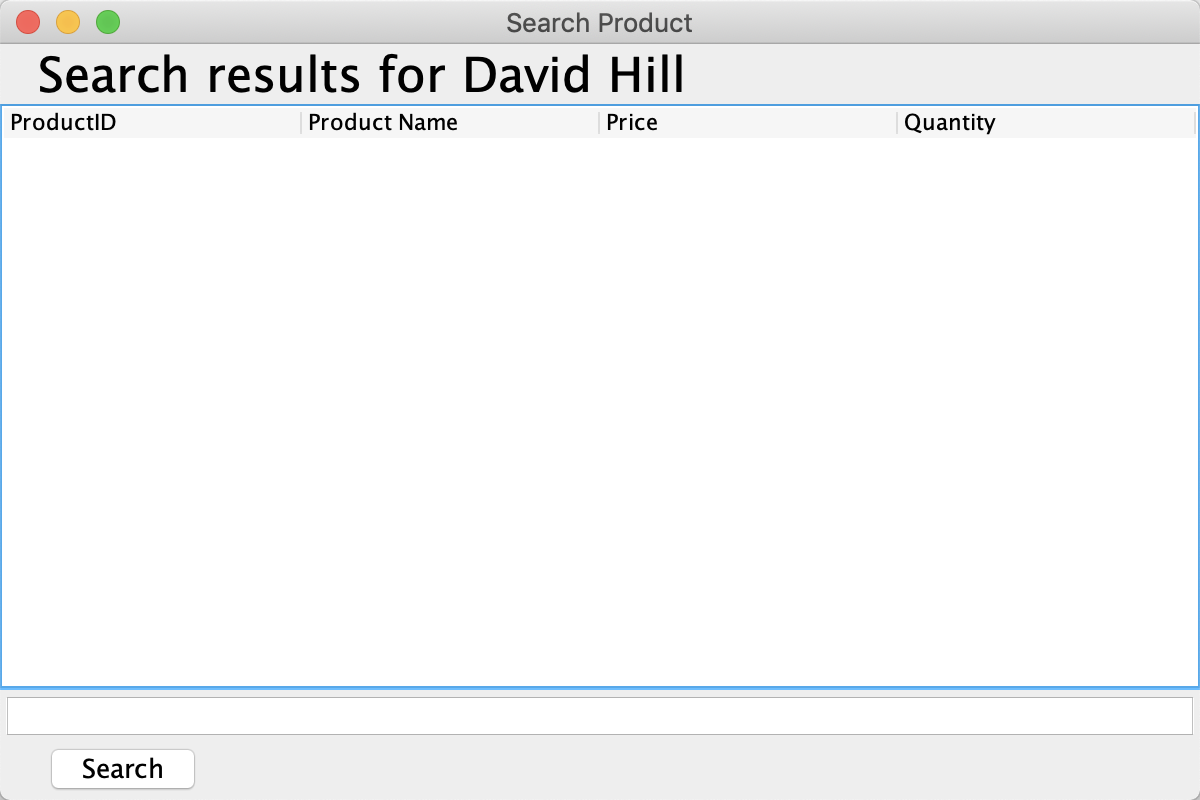 Search Product
Search results for David Hill
ProductID Product Name Price Quantity
Search